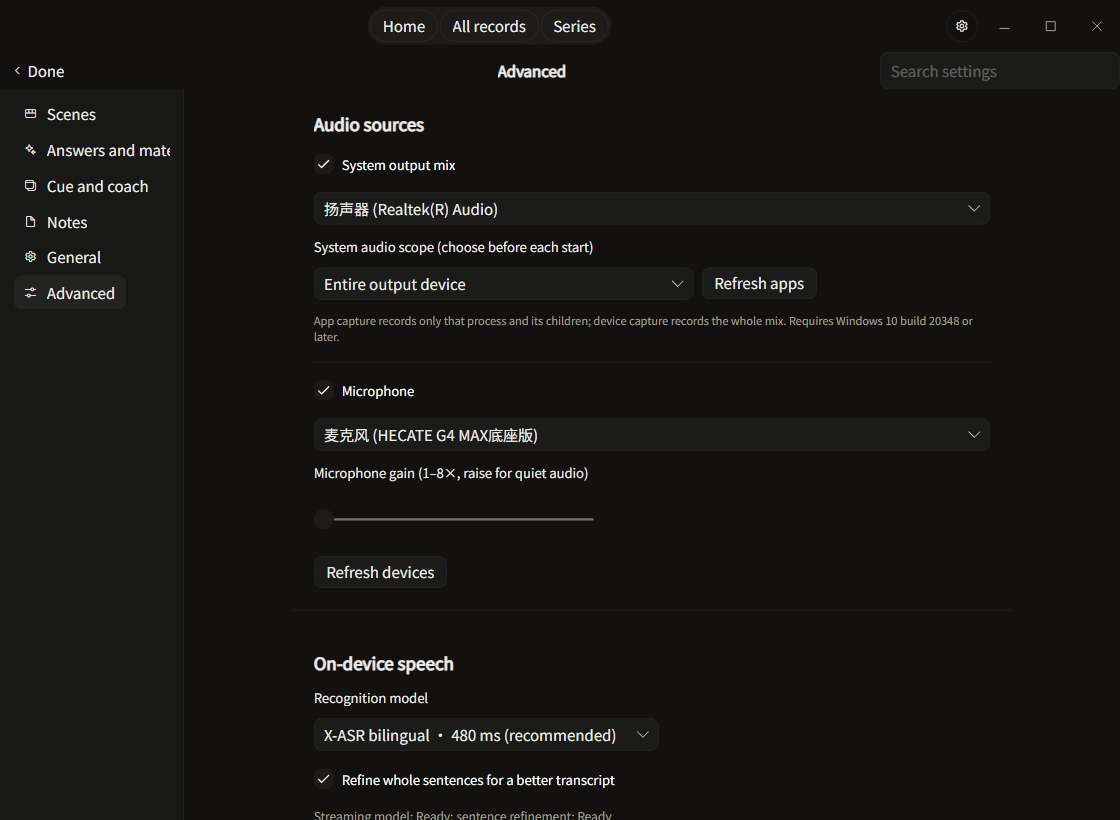 Home
All records
Series
Done
Advanced
Search settings
Scenes
Answers and mate
Cue and coach
Notes
General
Advanced
Audio sources
System output mix
扬声器 (Realtek(R) Audio)
System audio scope (choose before each start)
Entire output device
Refresh apps
App capture records only that process and its children; device capture records the whole mix. Requires Windows 10 build 20348 or
later.
Microphone
麦克风 (HECATE G4 MAX底座版)
Microphone gain (1–8×, raise for quiet audio)
Refresh devices
On-device speech
Recognition model
X-ASR bilingual · 480 ms (recommended)
Refine whole sentences for a better transcript
Streaming model: Ready; sentence refinement: Ready